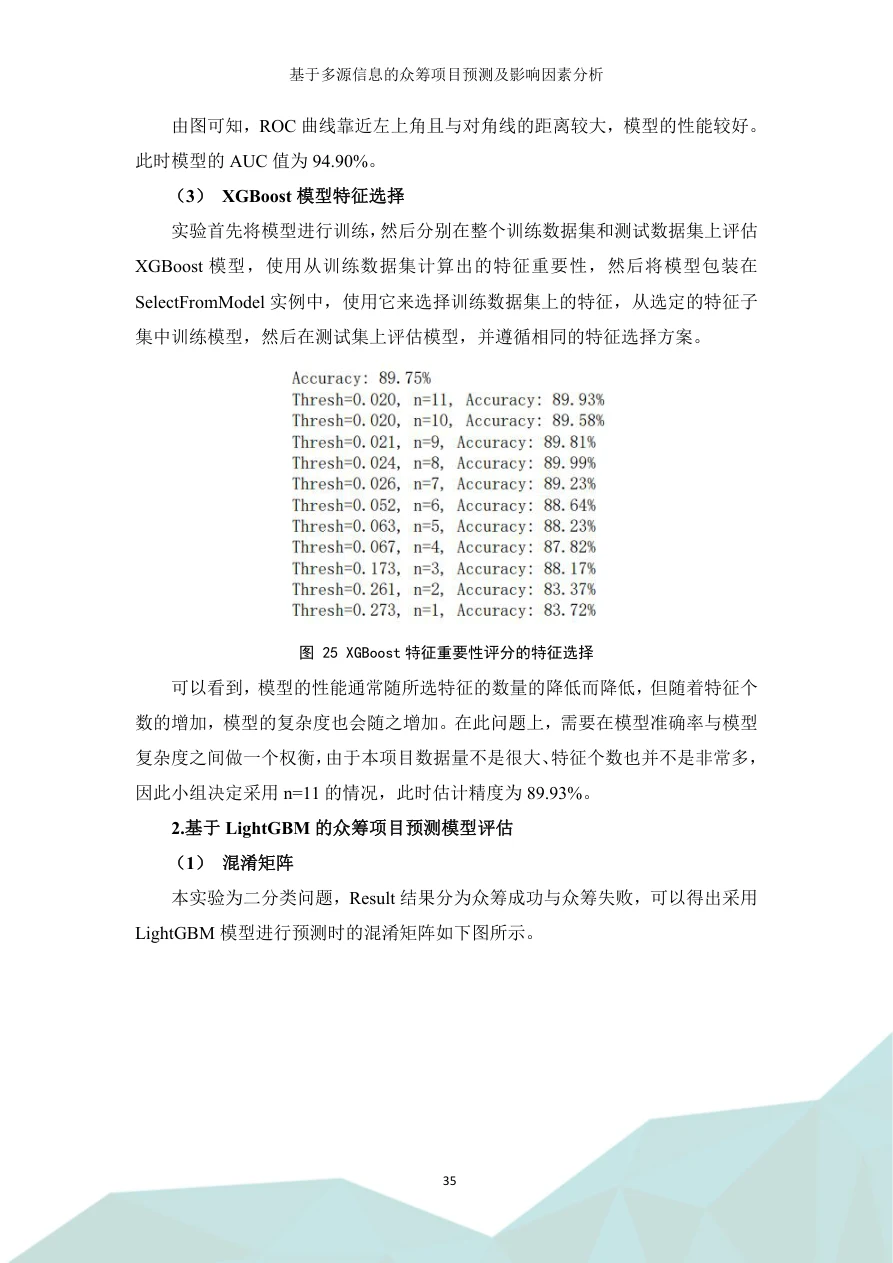 基于多源信息的众筹项目预测及影响因素分析
由图可知，ROC 曲线靠近左上角且与对角线的距离较大，模型的性能较好。
此时模型的 AUC 值为 94.90%。
（3） XGBoost 模型特征选择
实验首先将模型进行训练，然后分别在整个训练数据集和测试数据集上评估
XGBoost 模型，使用从训练数据集计算出的特征重要性，然后将模型包装在
SelectFromModel 实例中，使用它来选择训练数据集上的特征，从选定的特征子
集中训练模型，然后在测试集上评估模型，并遵循相同的特征选择方案。
Accuracy: 89.75%
Thresh=0.020, n=11, Accuracy: 89.93%
Thresh=0.020, n=10, Accuracy: 89.58%
Thresh=0.021, n=9, Accuracy: 89.81%
Thresh=0.024, n=8, Accuracy: 89.99%
Thresh=0.026, n=7, Accuracy: 89.23%
Thresh=0.052, n=6, Accuracy: 88.64%
Thresh=0.063, n=5, Accuracy: 88.23%
Thresh=0.067, n=4, Accuracy: 87.82%
Thresh=0.173, n=3, Accuracy: 88.17%
Thresh=0.261, n=2, Accuracy: 83.37%
Thresh=0.273, n=1, Accuracy: 83.72%
图 25 XGBoost 特征重要性评分的特征选择
可以看到，模型的性能通常随所选特征的数量的降低而降低，但随着特征个
数的增加，模型的复杂度也会随之增加。在此问题上，需要在模型准确率与模型
复杂度之间做一个权衡，由于本项目数据量不是很大、特征个数也并不是非常多，
因此小组决定采用 n=11 的情况，此时估计精度为 89.93%。
2.基于 LightGBM 的众筹项目预测模型评估
（1） 混淆矩阵
本实验为二分类问题，Result 结果分为众筹成功与众筹失败，可以得出采用
LightGBM 模型进行预测时的混淆矩阵如下图所示。
35